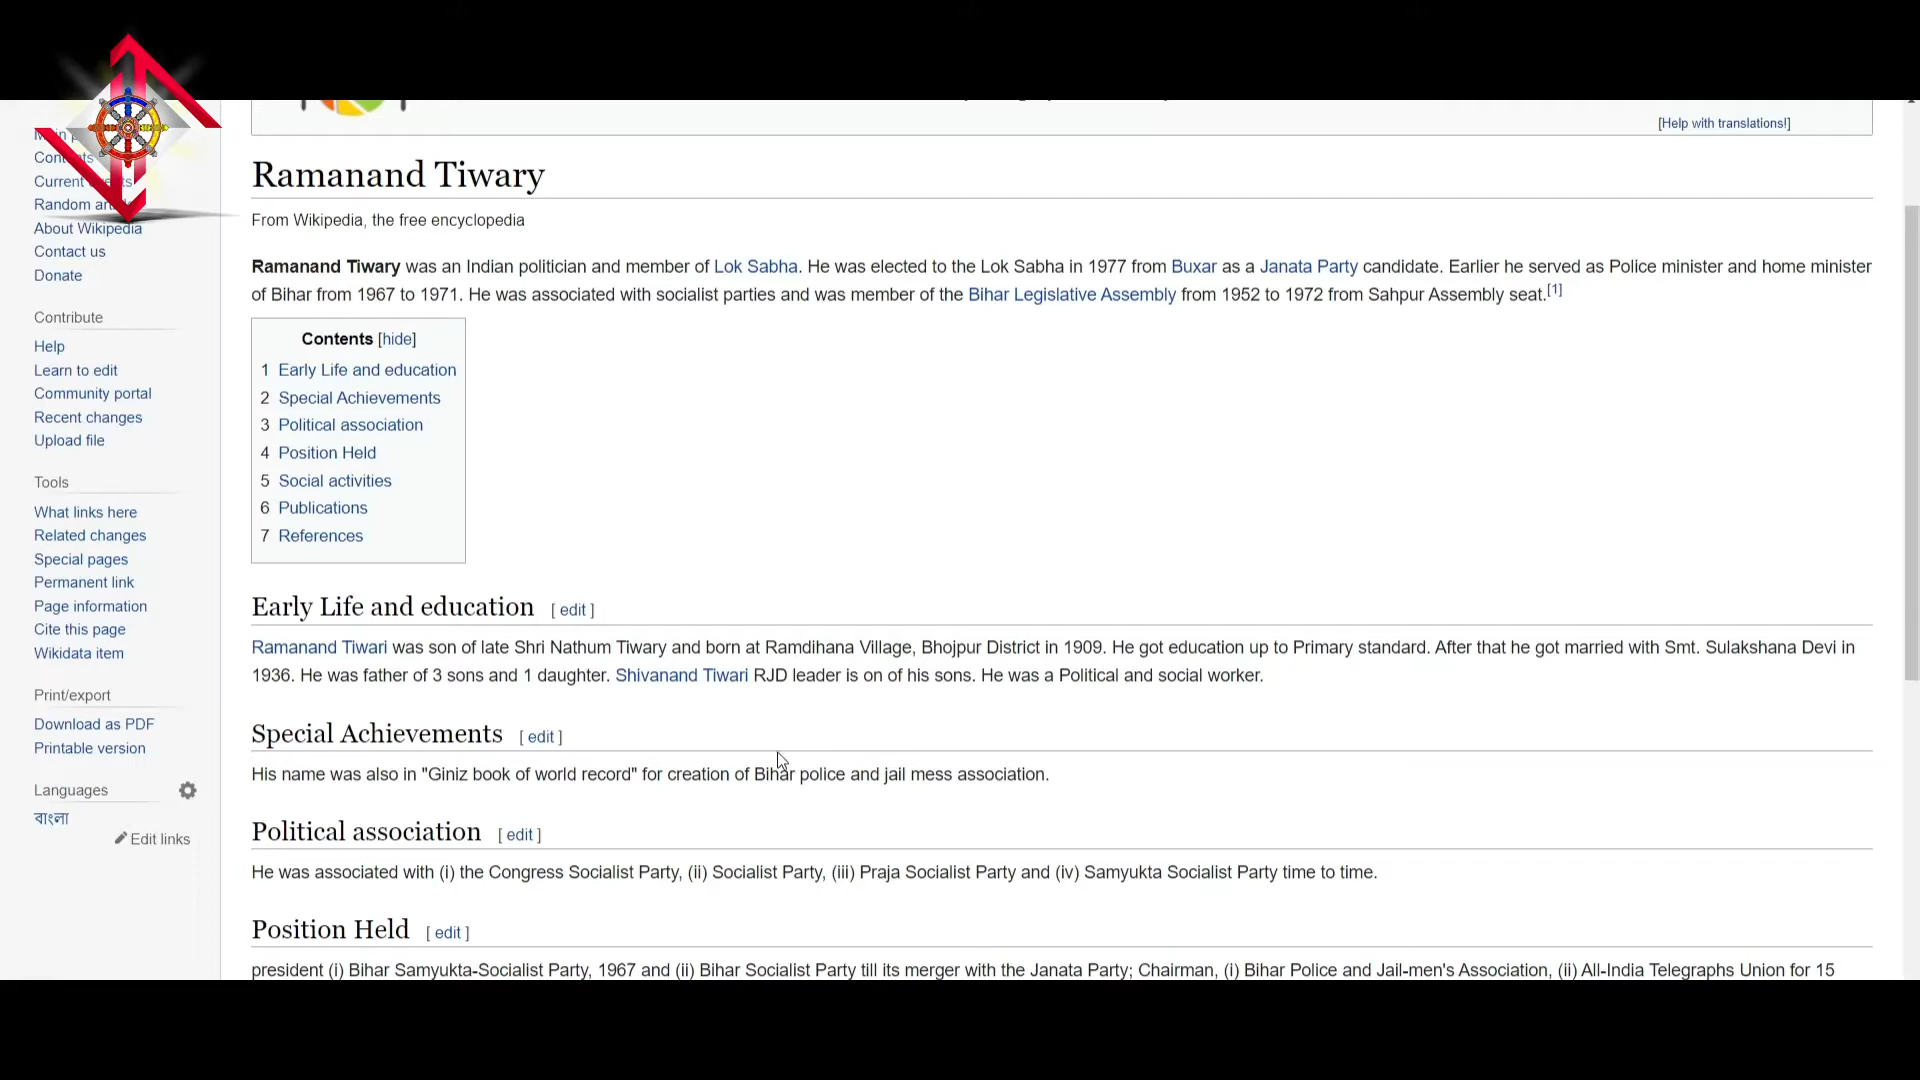 [Help with translations!]
Contents
Current
Random
About Wikipedia
Contact us
Donate
Contribute
Help
Learn to edit
Community portal
Recent changes
Upload file
Tools
What links here
Related changes
Special pages
Permanent link
Page information
Cite this page
Wikidata item
Print/export
Download as PDF
Printable version
Languages
বাংলা
Edit links
Ramanand Tiwary
From Wikipedia, the free encyclopedia
Ramanand Tiwary was an Indian politician and member of Lok Sabha. He was elected to the Lok Sabha in 1977 from Buxar as a Janata Party candidate. Earlier he served as Police minister and home minister
of Bihar from 1967 to 1971. He was associated with socialist parties and was member of the Bihar Legislative Assembly from 1952 to 1972 from Sahpur Assembly seat.[1]
Contents [hide]
1 Early Life and education
2 Special Achievements
3 Political association
4 Position Held
5 Social activities
6 Publications
7 References
Early Life and education [ edit ]
Ramanand Tiwari was son of late Shri Nathum Tiwary and born at Ramdihana Village, Bhojpur District in 1909. He got education up to Primary standard. After that he got married with Smt. Sulakshana Devi in
1936. He was father of 3 sons and 1 daughter. Shivanand Tiwari RJD leader is on of his sons. He was a Political and social worker.
Special Achievements [ edit ]
His name was also in "Giniz book of world record" for creation of Bihar police and jail mess association.
Political association [ edit ]
He was associated with (i) the Congress Socialist Party, (ii) Socialist Party, (iii) Praja Socialist Party and (iv) Samyukta Socialist Party time to time.
Position Held [ edit ]
president (i) Bihar Samyukta-Socialist Party, 1967 and (ii) Bihar Socialist Party till its merger with the Janata Party; Chairman, (i) Bihar Police and Jail-men's Association, (ii) All-India Telegraphs Union for 15